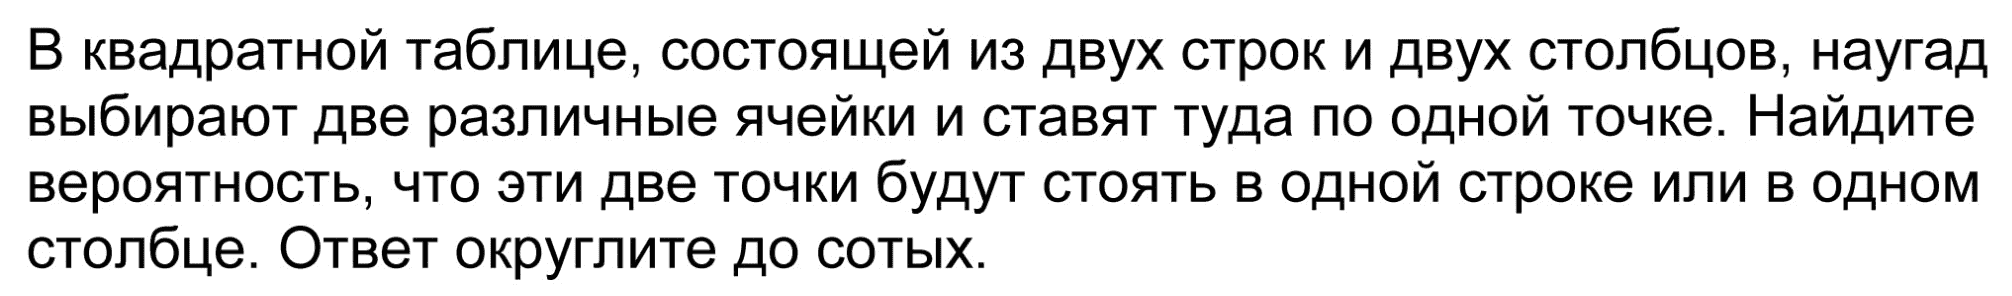 В квадратной таблице, состоящей из двух строк и двух столбцов, наугад
выбирают две различные ячейки и ставят туда по одной точке. Найдите
вероятность, что эти две точки будут стоять в одной строке или в одном
столбце. Ответ округлите до сотых.